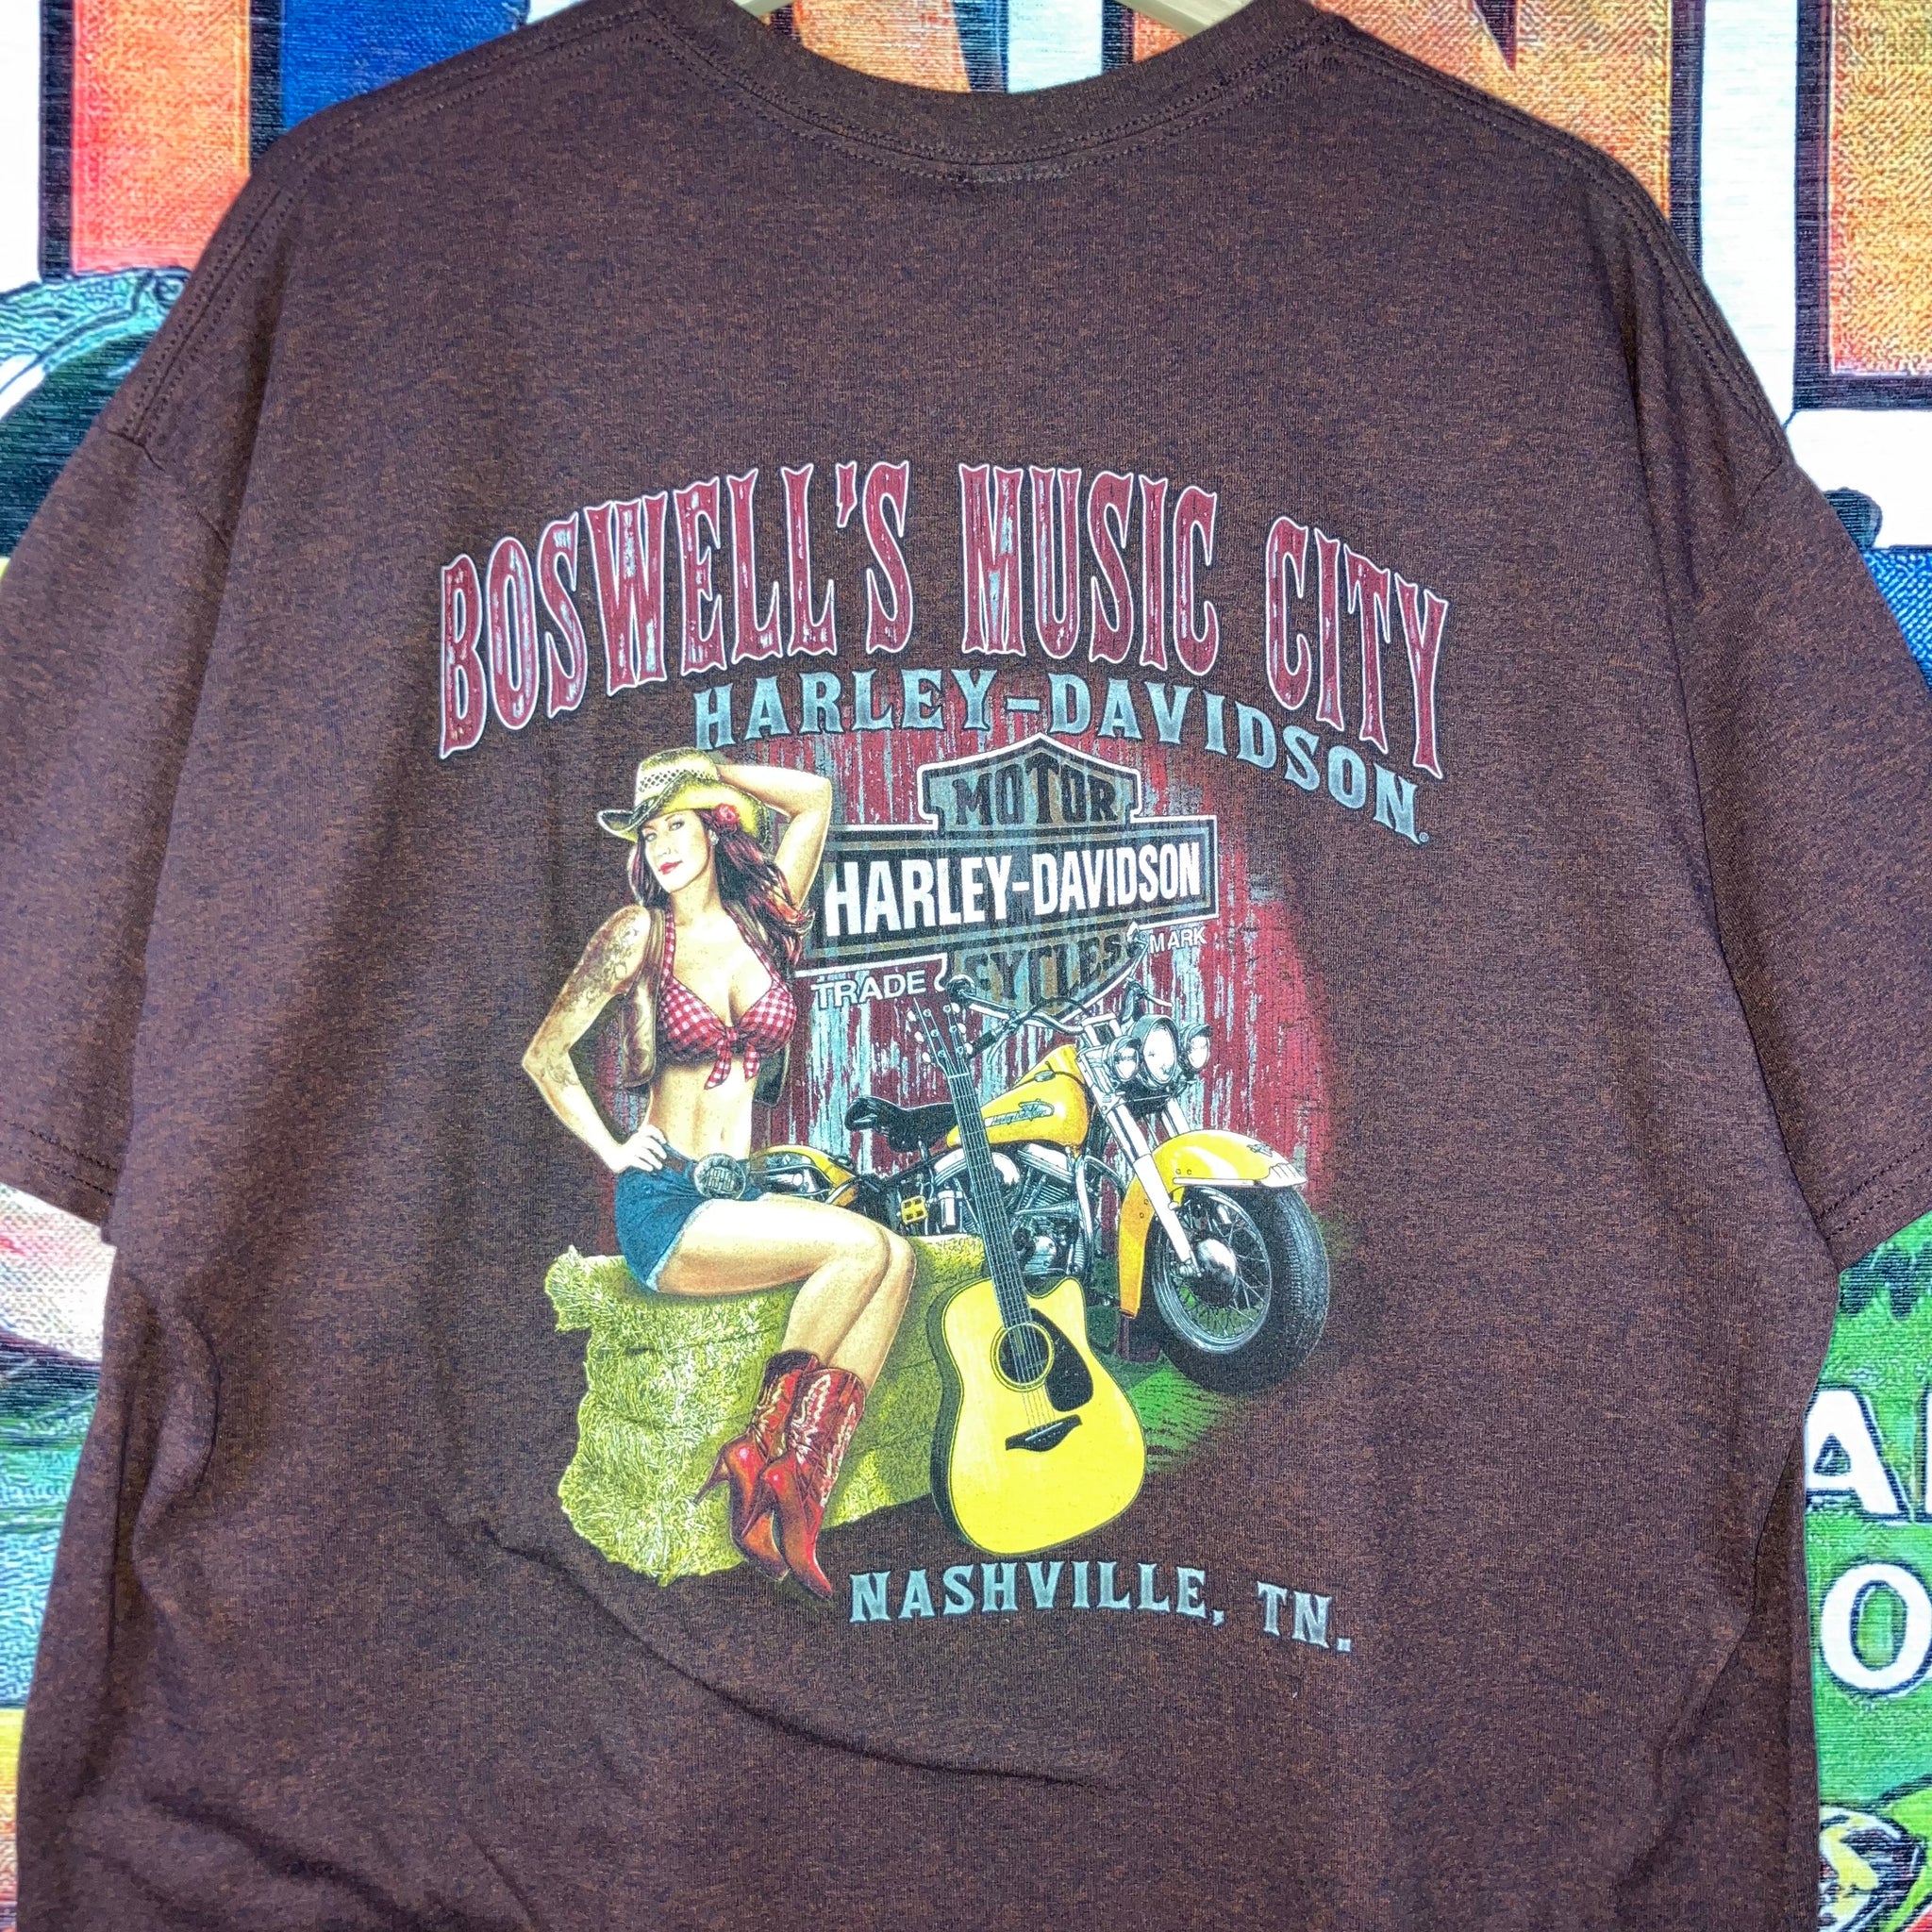 BOSWELL'S MUSIC CITY
HARLEY-DAVIDSON®
MOTOR
HARLEY-DAVIDSON
CYCLES
TRADE MARK
NASHVILLE, TN.
A
O